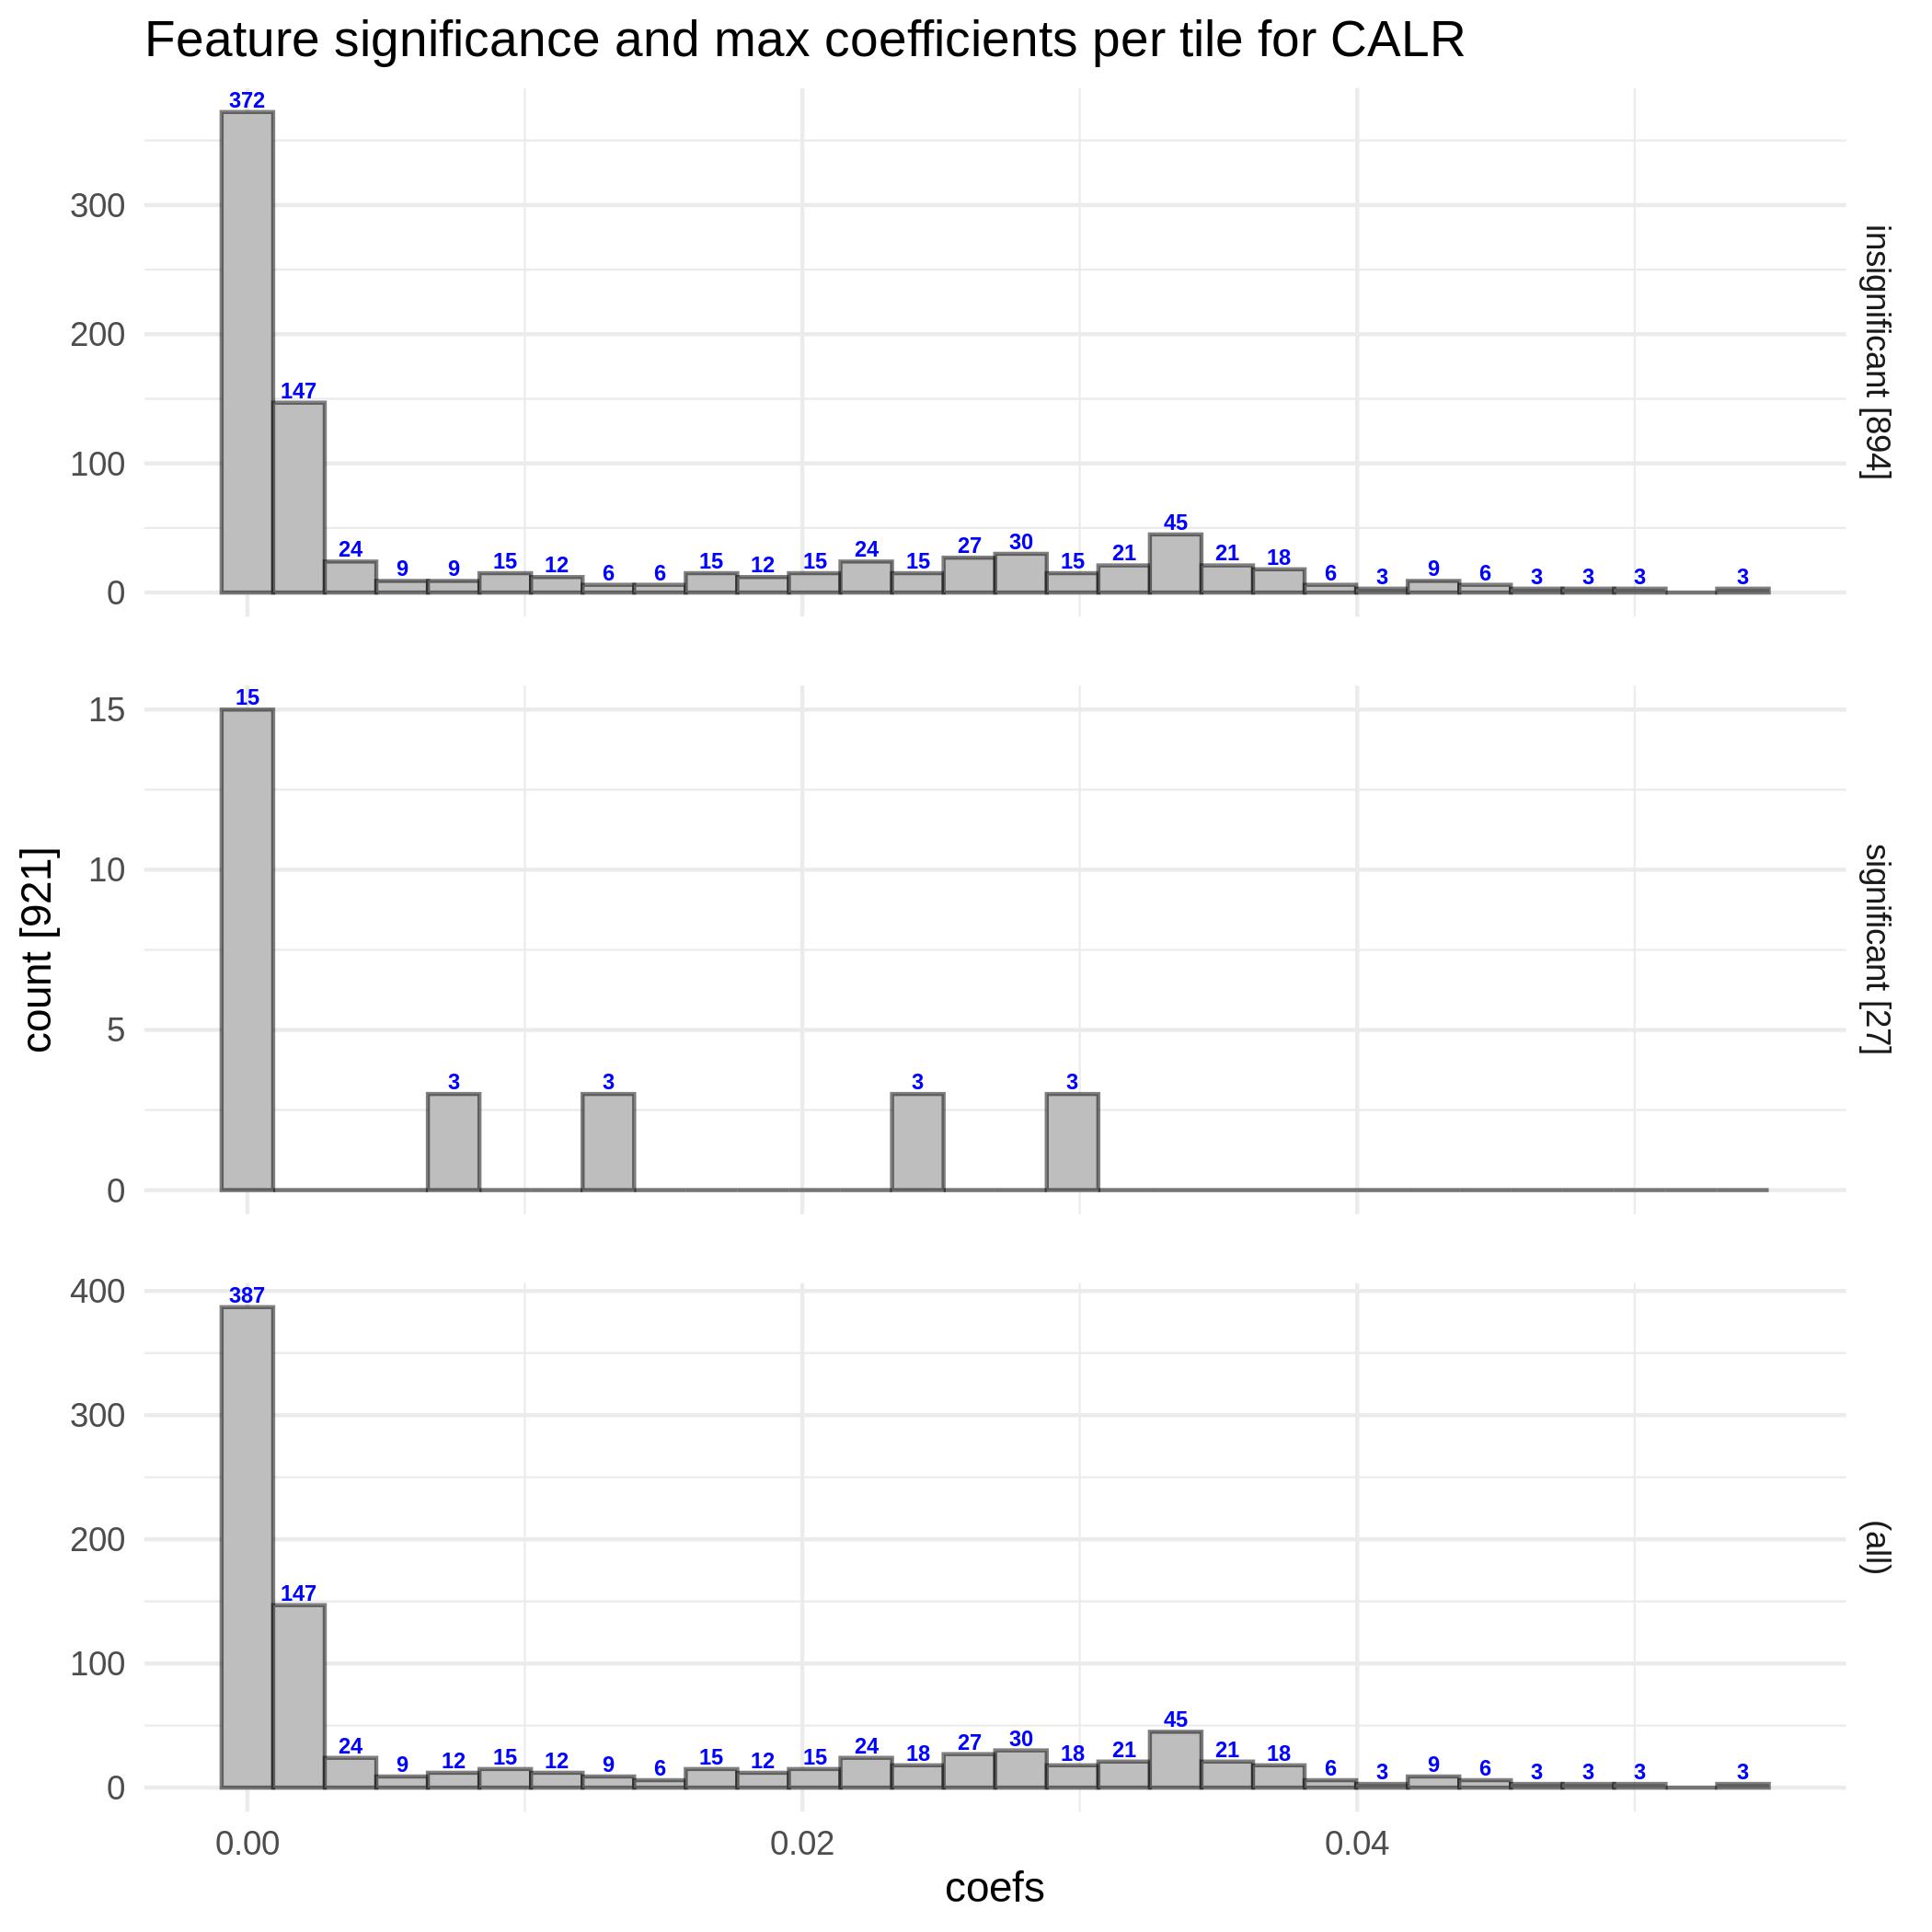 Feature significance and max coefficients per tile for CALR
372
300
147
200
100
45
24 9 9 15 12 6 6 15 12 15 24 15 27 30 15 21 21 18 6 3 9 6 3 3 3 3
0
insignificant [894]
15
15
10
5
3 3 3 3
0
significant [27]
count [921]
400
387
300
200
147
100
45
24 9 12 15 12 9 6 15 12 15 24 18 27 30 18 21 21 18 6 3 9 6 3 3 3 3
0
(all)
0.00 0.02 0.04
coefs